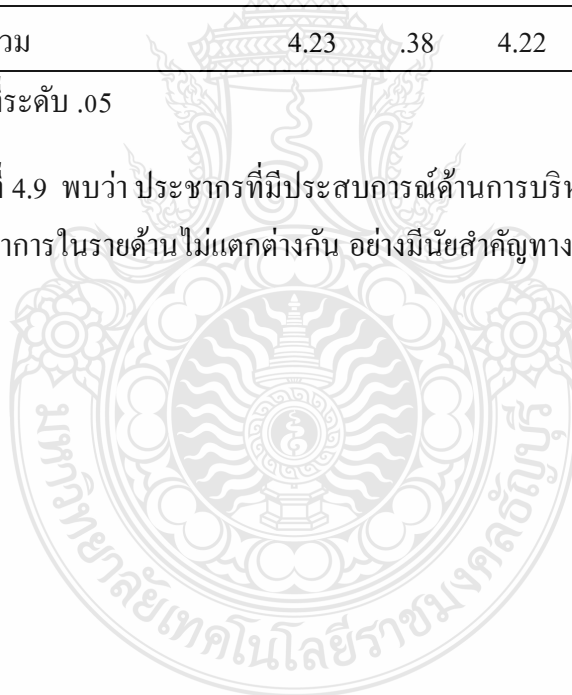 วม 4.23 .38 4.22
ที่ระดับ .05
ที่ 4.9 พบว่า ประชากรที่มีประสบการณ์ด้านการบริห
าการในรายด้านไม่แตกต่างกัน อย่างมีนัยสำคัญทาง
มหาวิทยาลัยเทคโนโลยีราชมงคลธัญบุรี